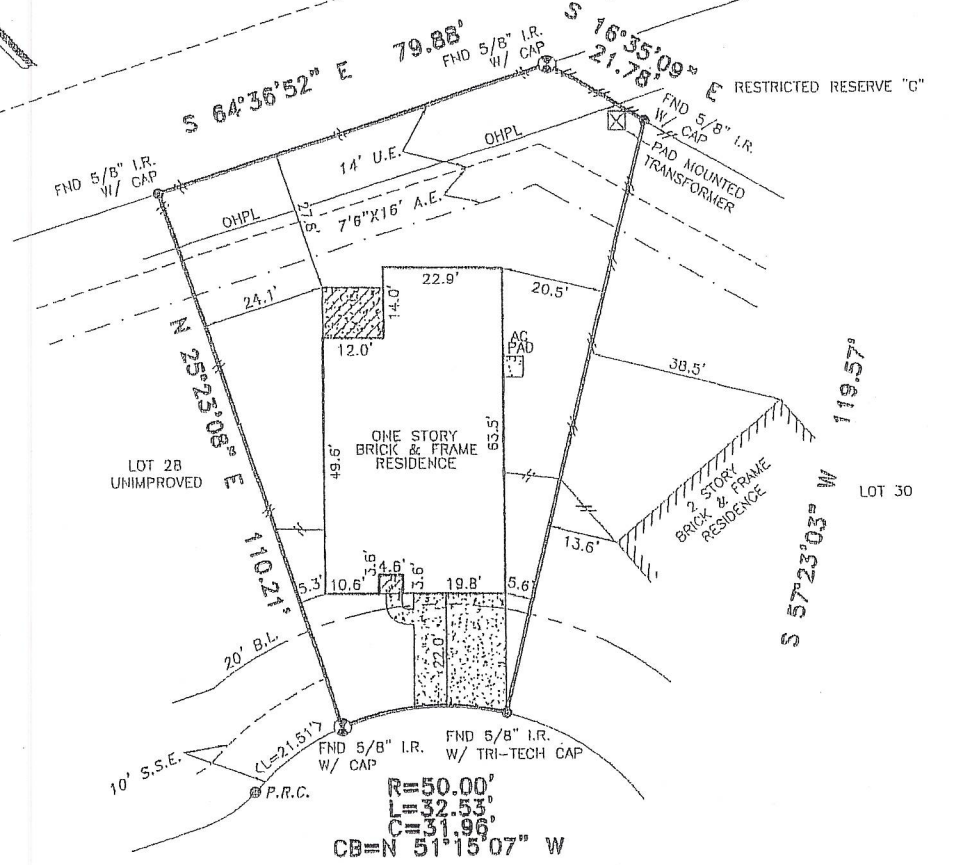 S 64°36'52" E 79.88'
FND 5/8" I.R.
W/ CAP
S 16°35'09" E
21.78'
RESTRICTED RESERVE "C"
FND 5/8" I.R.
W/ CAP
PAD MOUNTED
TRANSFORMER
FND 5/8" I.R.
W/ CAP
14' U.E.
OHPL
OHPL
7'6"X16' A.E.
27.8'
24.1'
22.9'
14.0'
12.0'
20.5'
AC
PAD
38.5'
N 25°23'08" E 110.21'
LOT 28
UNIMPROVED
49.6'
ONE STORY
BRICK & FRAME
RESIDENCE
63.5'
2 STORY
BRICK & FRAME
RESIDENCE
LOT 30
S 57°23'03" W 119.57'
13.6'
5.3'
10.6'
3.6'
4.6'
3.6'
19.8'
5.6'
20' B.L.
22.0'
10' S.S.E.
<L=21.51'>
P.R.C.
FND 5/8" I.R.
W/ CAP
FND 5/8" I.R.
W/ TRI-TECH CAP
R=50.00'
L=32.53'
C=31.96'
CB=N 51°15'07" W